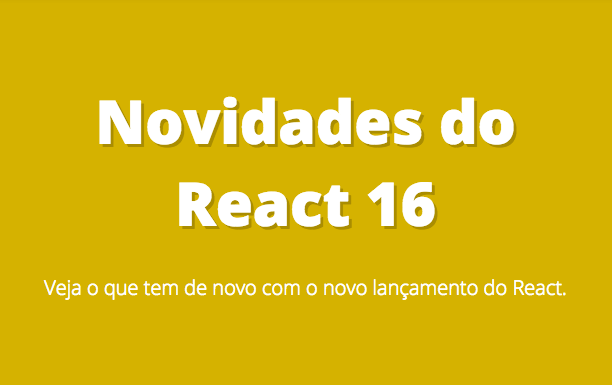 Novidades do
React 16
Veja o que tem de novo com o novo lançamento do React.